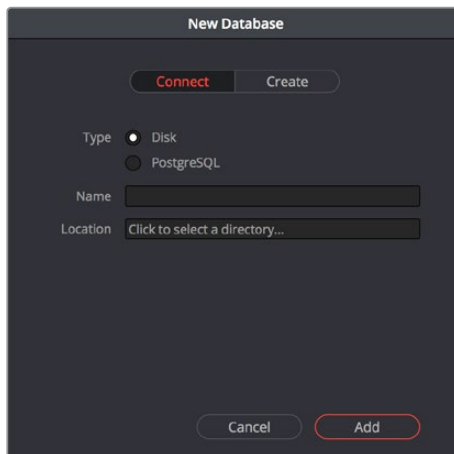 New Database
Connect Create
Type Disk
PostgreSQL
Name
Location Click to select a directory...
Cancel Add